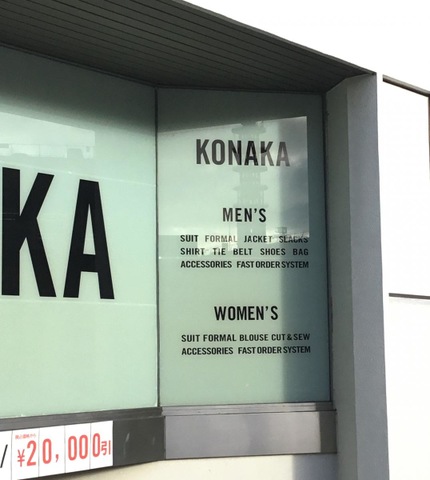 KA
KONAKA
MEN'S
SUIT FORMAL JACKET SLACKS
SHIRT TIE BELT SHOES BAG
ACCESSORIES FAST ORDER SYSTEM
WOMEN'S
SUIT FORMAL BLOUSE CUT & SEW
ACCESSORIES FAST ORDER SYSTEM
/ ¥20,000引